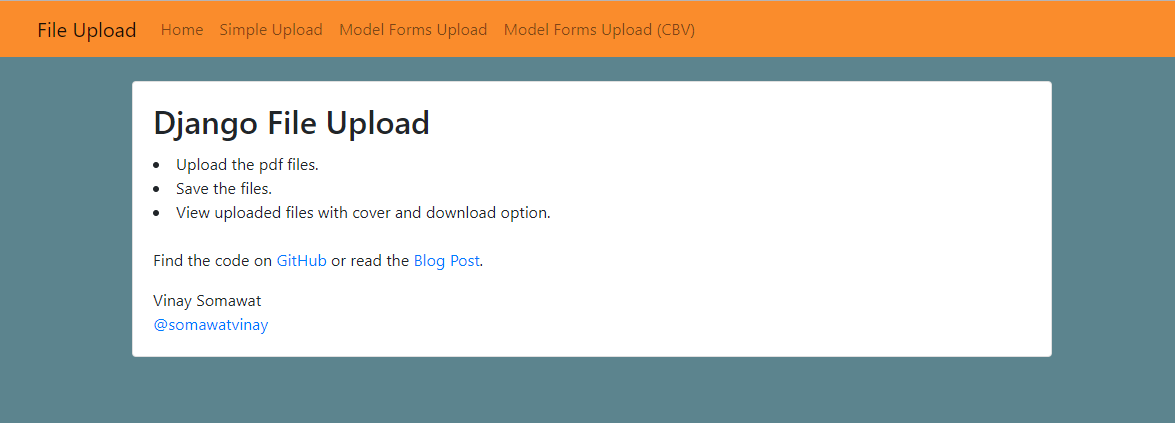 File Upload Home Simple Upload Model Forms Upload Model Forms Upload (CBV)
Django File Upload
• Upload the pdf files.
• Save the files.
• View uploaded files with cover and download option.
Find the code on GitHub or read the Blog Post.
Vinay Somawat
@somawatvinay